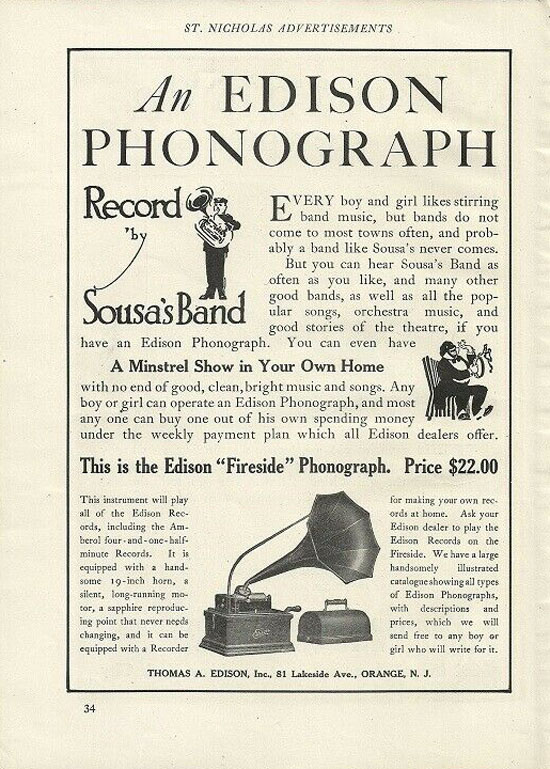 ST. NICHOLAS ADVERTISEMENTS
An EDISON
PHONOGRAPH
Record
'by
Sousa's Band
EVERY boy and girl likes stirring
band music, but bands do not
come to most towns often, and prob-
ably a band like Sousa's never comes.
But you can hear Sousa's Band as
often as you like, and many other
good bands, as well as all the pop-
ular songs, orchestra music, and
good stories of the theatre, if you
have an Edison Phonograph. You can even have
A Minstrel Show in Your Own Home
with no end of good, clean, bright music and songs. Any
boy or girl can operate an Edison Phonograph, and most
any one can buy one out of his own spending money
under the weekly payment plan which all Edison dealers offer.
This is the Edison "Fireside" Phonograph. Price $22.00
This instrument will play
all of the Edison Rec-
ords, including the Am-
berol four-and-one-half-
minute Records. It is
equipped with a hand-
some 19-inch horn, a
silent, long-running mo-
tor, a sapphire reproduc-
ing point that never needs
changing, and it can be
equipped with a Recorder
for making your own rec-
ords at home. Ask your
Edison dealer to play the
Edison Records on the
Fireside. We have a large
handsomely illustrated
catalogue showing all types
of Edison Phonographs,
with descriptions and
prices, which we will
send free to any boy or
girl who will write for it.
Edison
THOMAS A. EDISON, Inc., 81 Lakeside Ave., ORANGE, N. J.
34